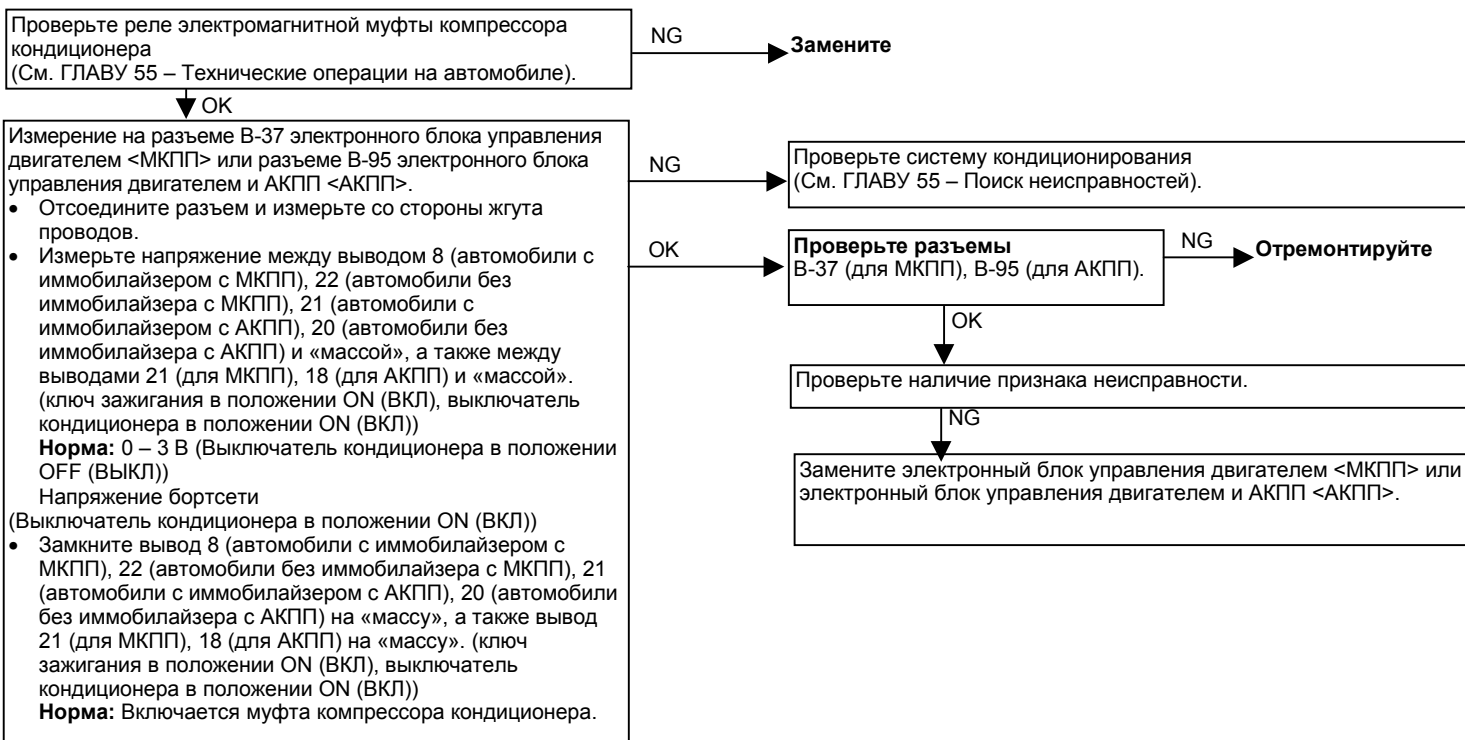 Проверьте реле электромагнитной муфты компрессора
кондиционера
(См. ГЛАВУ 55 – Технические операции на автомобиле).
NG
Замените
OK
Измерение на разъеме В-37 электронного блока управления
двигателем <МКПП> или разъеме В-95 электронного блока
управления двигателем и АКПП <АКПП>.
• Отсоедините разъем и измерьте со стороны жгута
проводов.
• Измерьте напряжение между выводом 8 (автомобили с
иммобилайзером с МКПП), 22 (автомобили без
иммобилайзера с МКПП), 21 (автомобили с
иммобилайзером с АКПП), 20 (автомобили без
иммобилайзера с АКПП) и «массой», а также между
выводами 21 (для МКПП), 18 (для АКПП) и «массой».
(ключ зажигания в положении ON (ВКЛ), выключатель
кондиционера в положении ON (ВКЛ))
Норма: 0 – 3 В (Выключатель кондиционера в положении
OFF (ВЫКЛ))
Напряжение бортсети
(Выключатель кондиционера в положении ON (ВКЛ))
• Замкните вывод 8 (автомобили с иммобилайзером с
МКПП), 22 (автомобили без иммобилайзера с МКПП), 21
(автомобили с иммобилайзером с АКПП), 20 (автомобили
без иммобилайзера с АКПП) на «массу», а также вывод
21 (для МКПП), 18 (для АКПП) на «массу». (ключ
зажигания в положении ON (ВКЛ), выключатель
кондиционера в положении ON (ВКЛ))
Норма: Включается муфта компрессора кондиционера.
NG
Проверьте систему кондиционирования
(См. ГЛАВУ 55 – Поиск неисправностей).
OK
Проверьте разъемы
В-37 (для МКПП), В-95 (для АКПП).
NG
Отремонтируйте
OK
Проверьте наличие признака неисправности.
NG
Замените электронный блок управления двигателем <МКПП> или
электронный блок управления двигателем и АКПП <АКПП>.